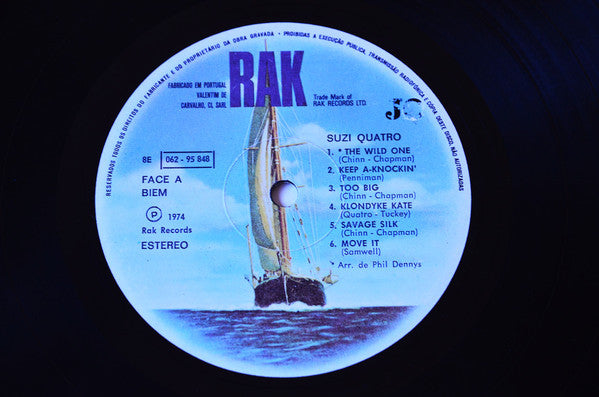 RESERVADOS TODOS OS DIREITOS DO FABRICANTE E DO PROPRIETÁRIO DA OBRA GRAVADA - PROIBIDAS A EXECUÇÃO PÚBLICA, TRANSMISSÃO RADIOFÓNICA E CÓPIA DESTE DISCO, NÃO AUTORIZADAS
RAK
FABRICADO EM PORTUGAL
VALENTIM DE
CARVALHO, CI, SARL
Trade Mark of
RAK RECORDS LTD.
8E 062 - 95 848
FACE A
BIEM
P 1974
Rak Records
ESTEREO
SUZI QUATRO
1. * THE WILD ONE
(Chinn - Chapman)
2. KEEP A-KNOCKIN'
(Penniman)
3. TOO BIG
(Chinn - Chapman)
4. KLONDYKE KATE
(Quatro - Tuckey)
5. SAVAGE SILK
(Chinn - Chapman)
6. MOVE IT
(Samwell)
* Arr. de Phil Dennys